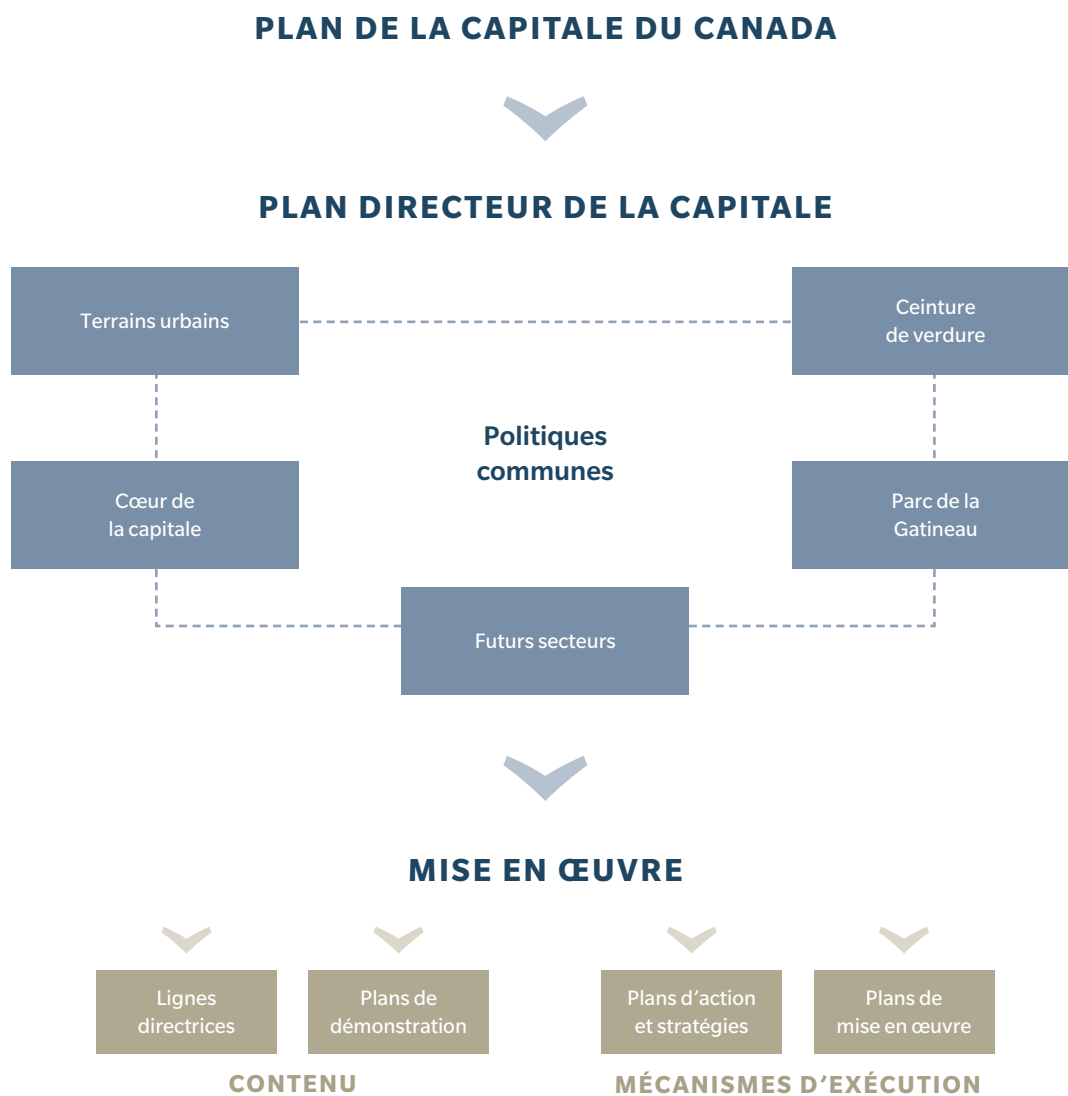 PLAN DE LA CAPITALE DU CANADA
PLAN DIRECTEUR DE LA CAPITALE
Terrains urbains
Ceinture
de verdure
Politiques
communes
Cœur de
la capitale
Parc de la
Gatineau
Futurs secteurs
MISE EN ŒUVRE
Lignes
directrices
Plans de
démonstration
Plans d’action
et stratégies
Plans de
mise en œuvre
CONTENU
MÉCANISMES D’EXÉCUTION